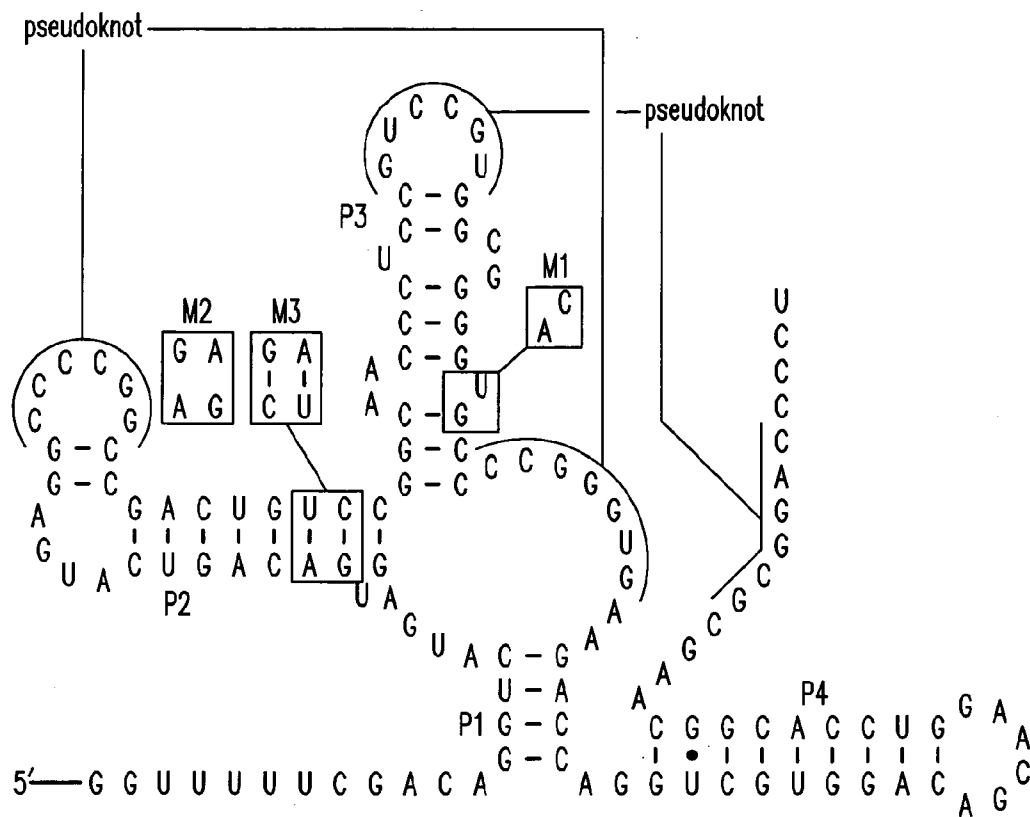 pseudoknot
pseudoknot
C C
U G
G U
C – G
P3 C – G C
U G
C – G
C – G
A C – G U
A C – G
G – C
G – C C C G G G U G A A
M1
C
A
M2
G A
A G
M3
G – C
A – U
C C C C G G
G – C
G – C
A G U A
G A C U G U C C
C U G A C A G G
U
P2
A G U A
C – G
U – A
P1 G – C
G – C
5′ G G U U U U U C G A C A
A G G U C G U G G A C A G C A A G
C G G C A C C U G
P4
A A G C G C G G A C C C U